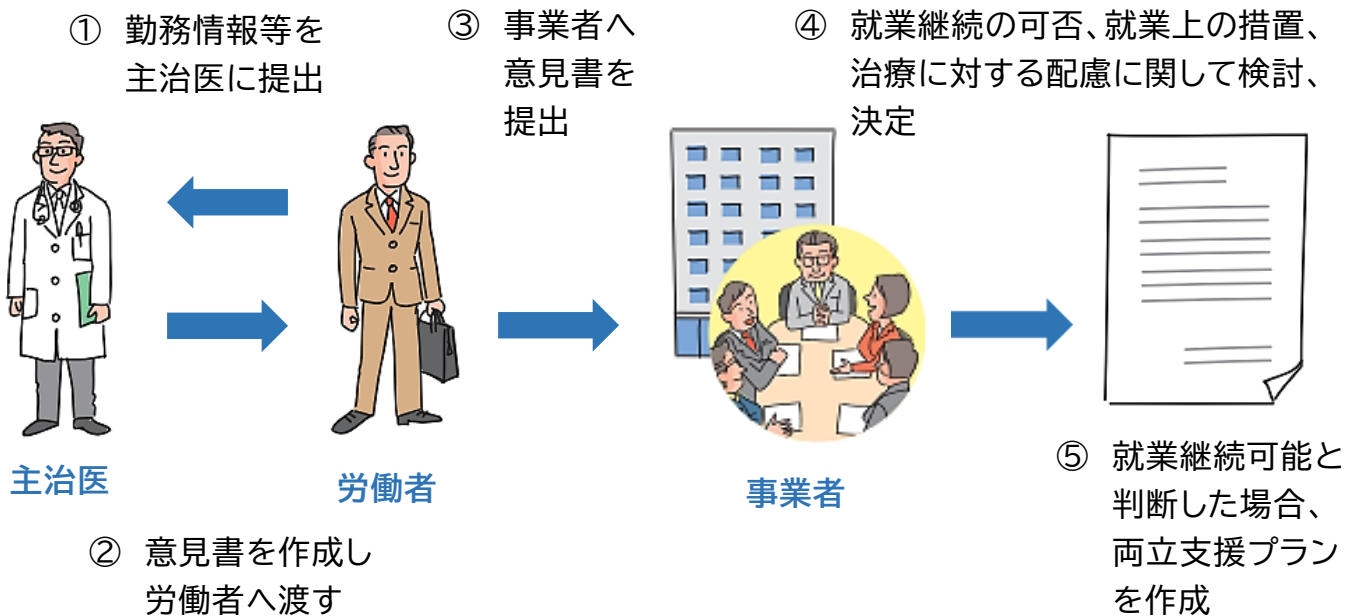 ① 勤務情報等を
主治医に提出
③ 事業者へ
意見書を
提出
④ 就業継続の可否、就業上の措置、
治療に対する配慮に関して検討、
決定
主治医
労働者
事業者
② 意見書を作成し
労働者へ渡す
⑤ 就業継続可能と
判断した場合、
両立支援プラン
を作成